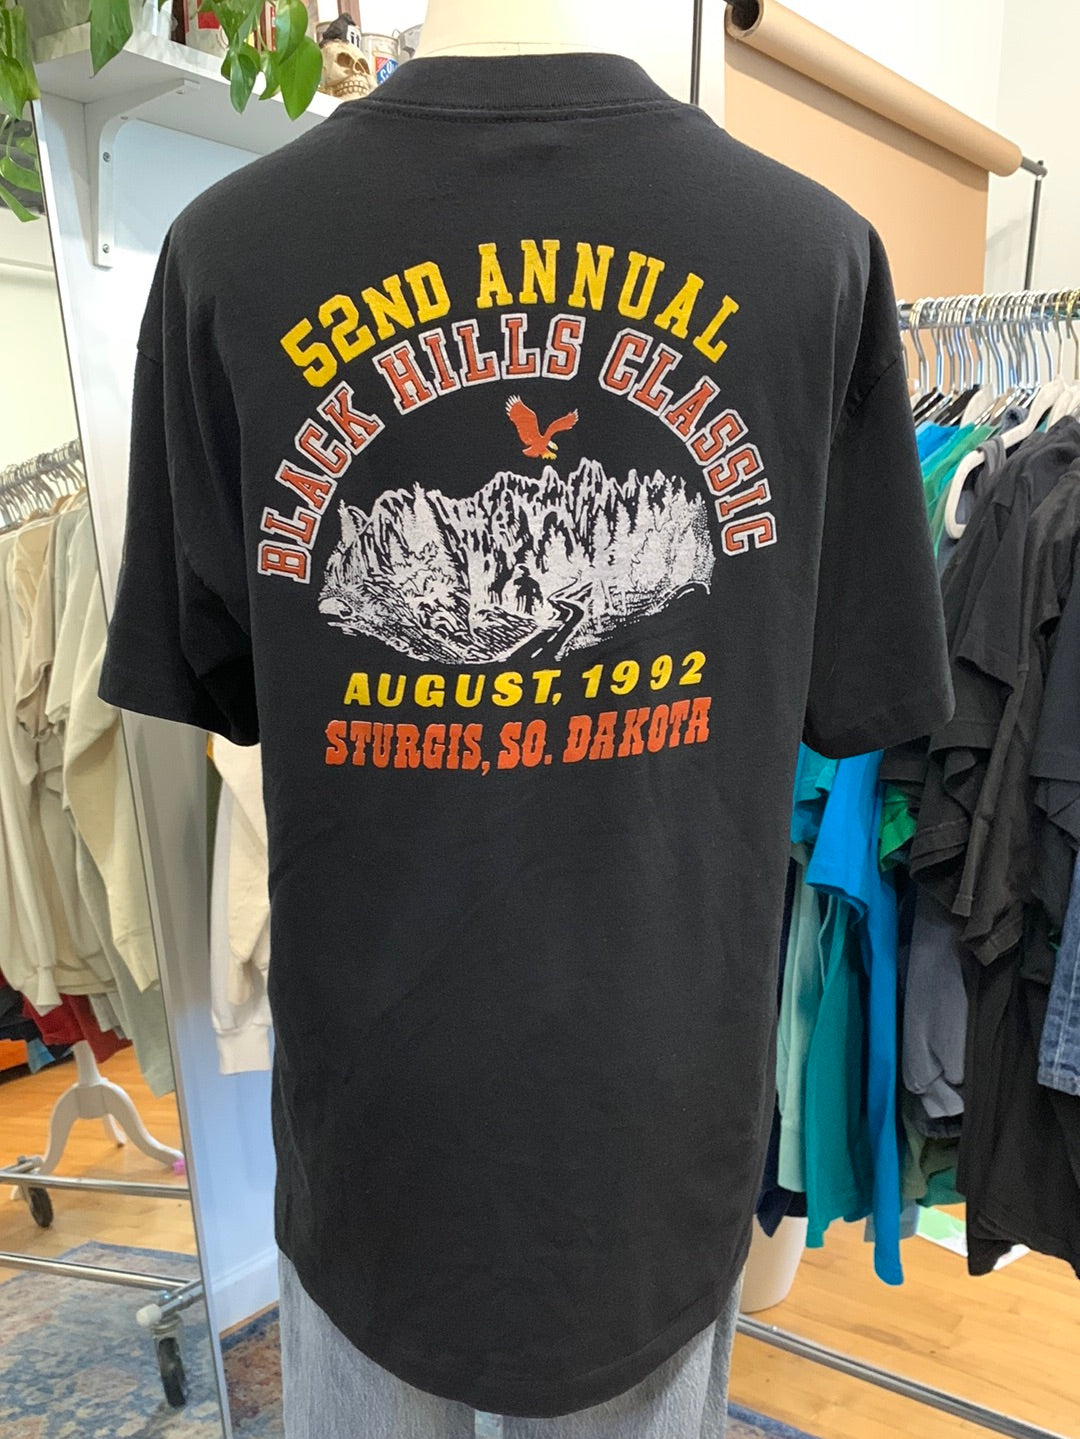 52ND ANNUAL
BLACK HILLS CLASSIC
AUGUST, 1992
STURGIS, SO. DAKOTA